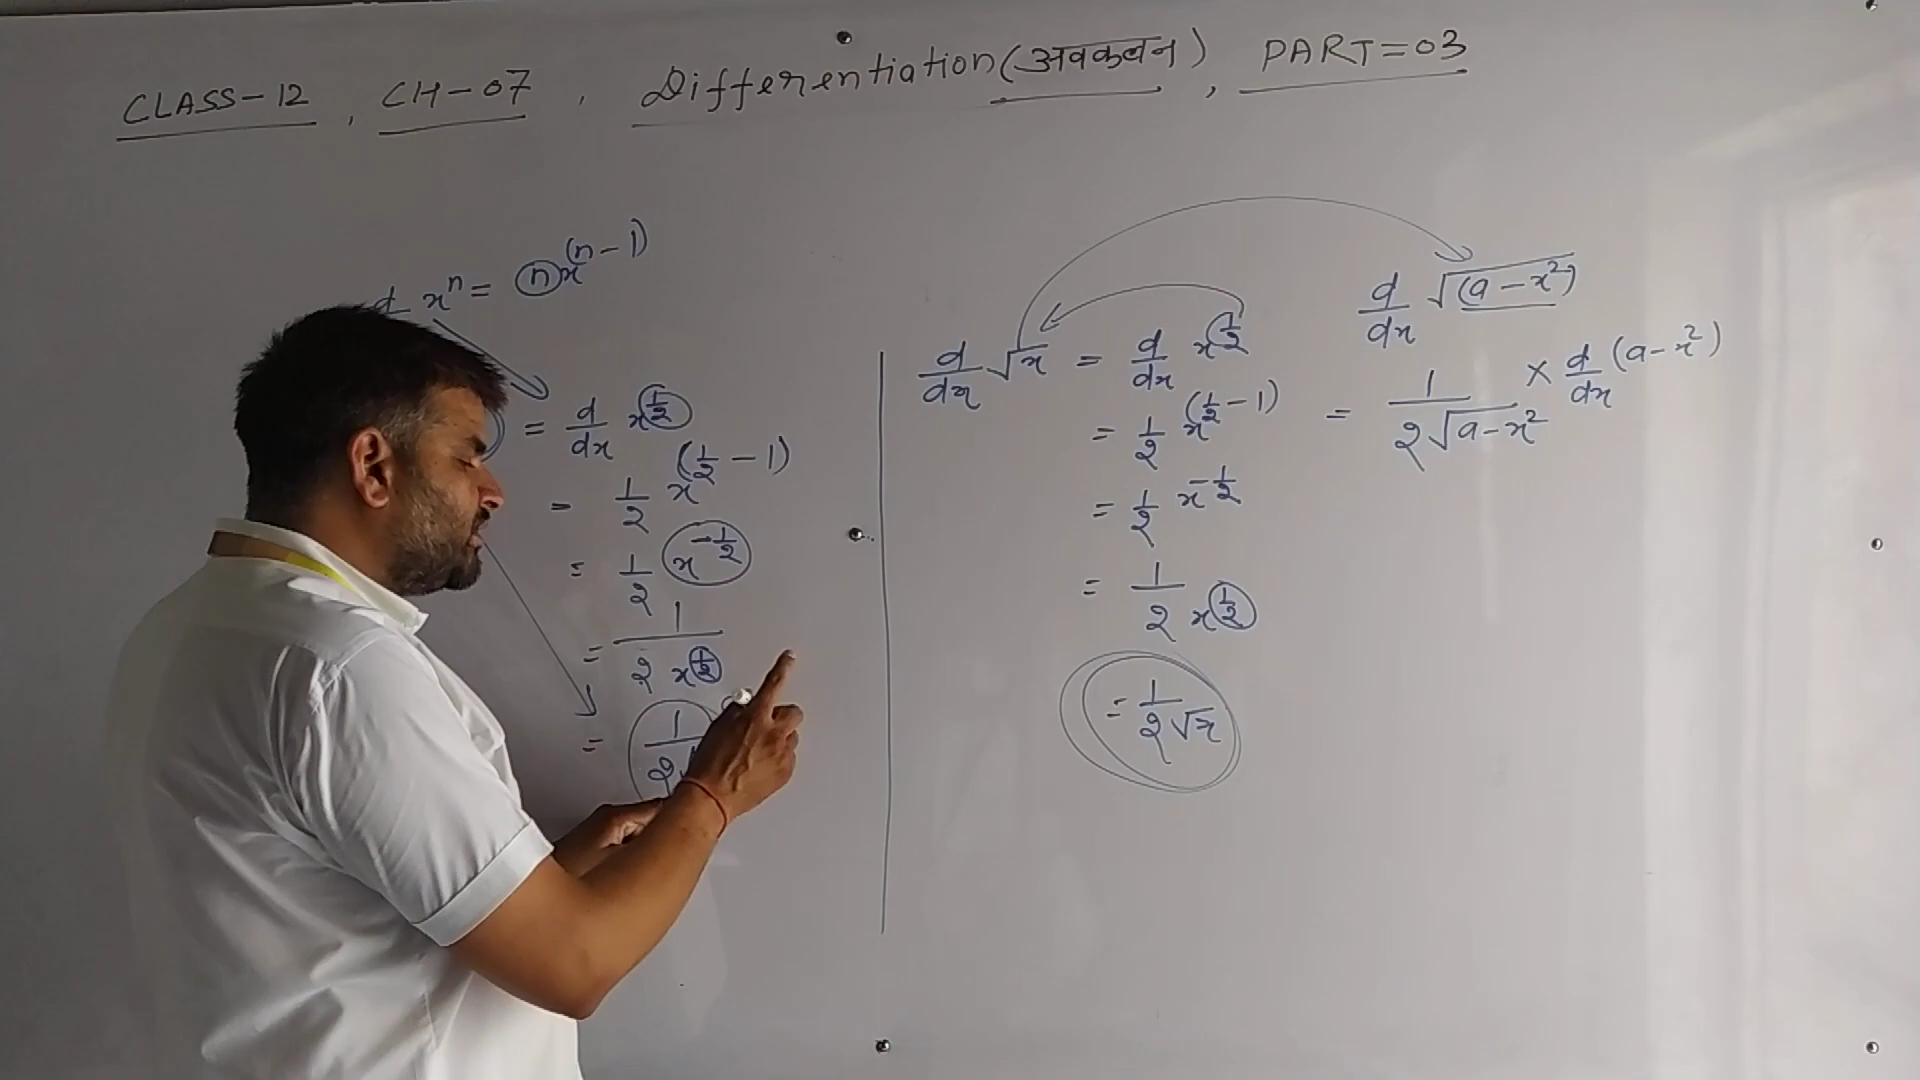 CLASS-12, CH-07, Differentiation (अवकलन), PART=03
x^n = n x^(n-1)
= d/dx x^(1/2)
= 1/2 x^(1/2 - 1)
= 1/2 x^(-1/2)
= 1/(2 x^(1/2))
d/dx √x = d/dx x^(1/2)
= 1/2 x^(1/2 - 1)
= 1/2 x^(-1/2)
= 1/(2 x^(1/2))
= 1/(2√x)
d/dx √(a-x²)
= 1/(2√a-x²) × d/dx (a-x²)